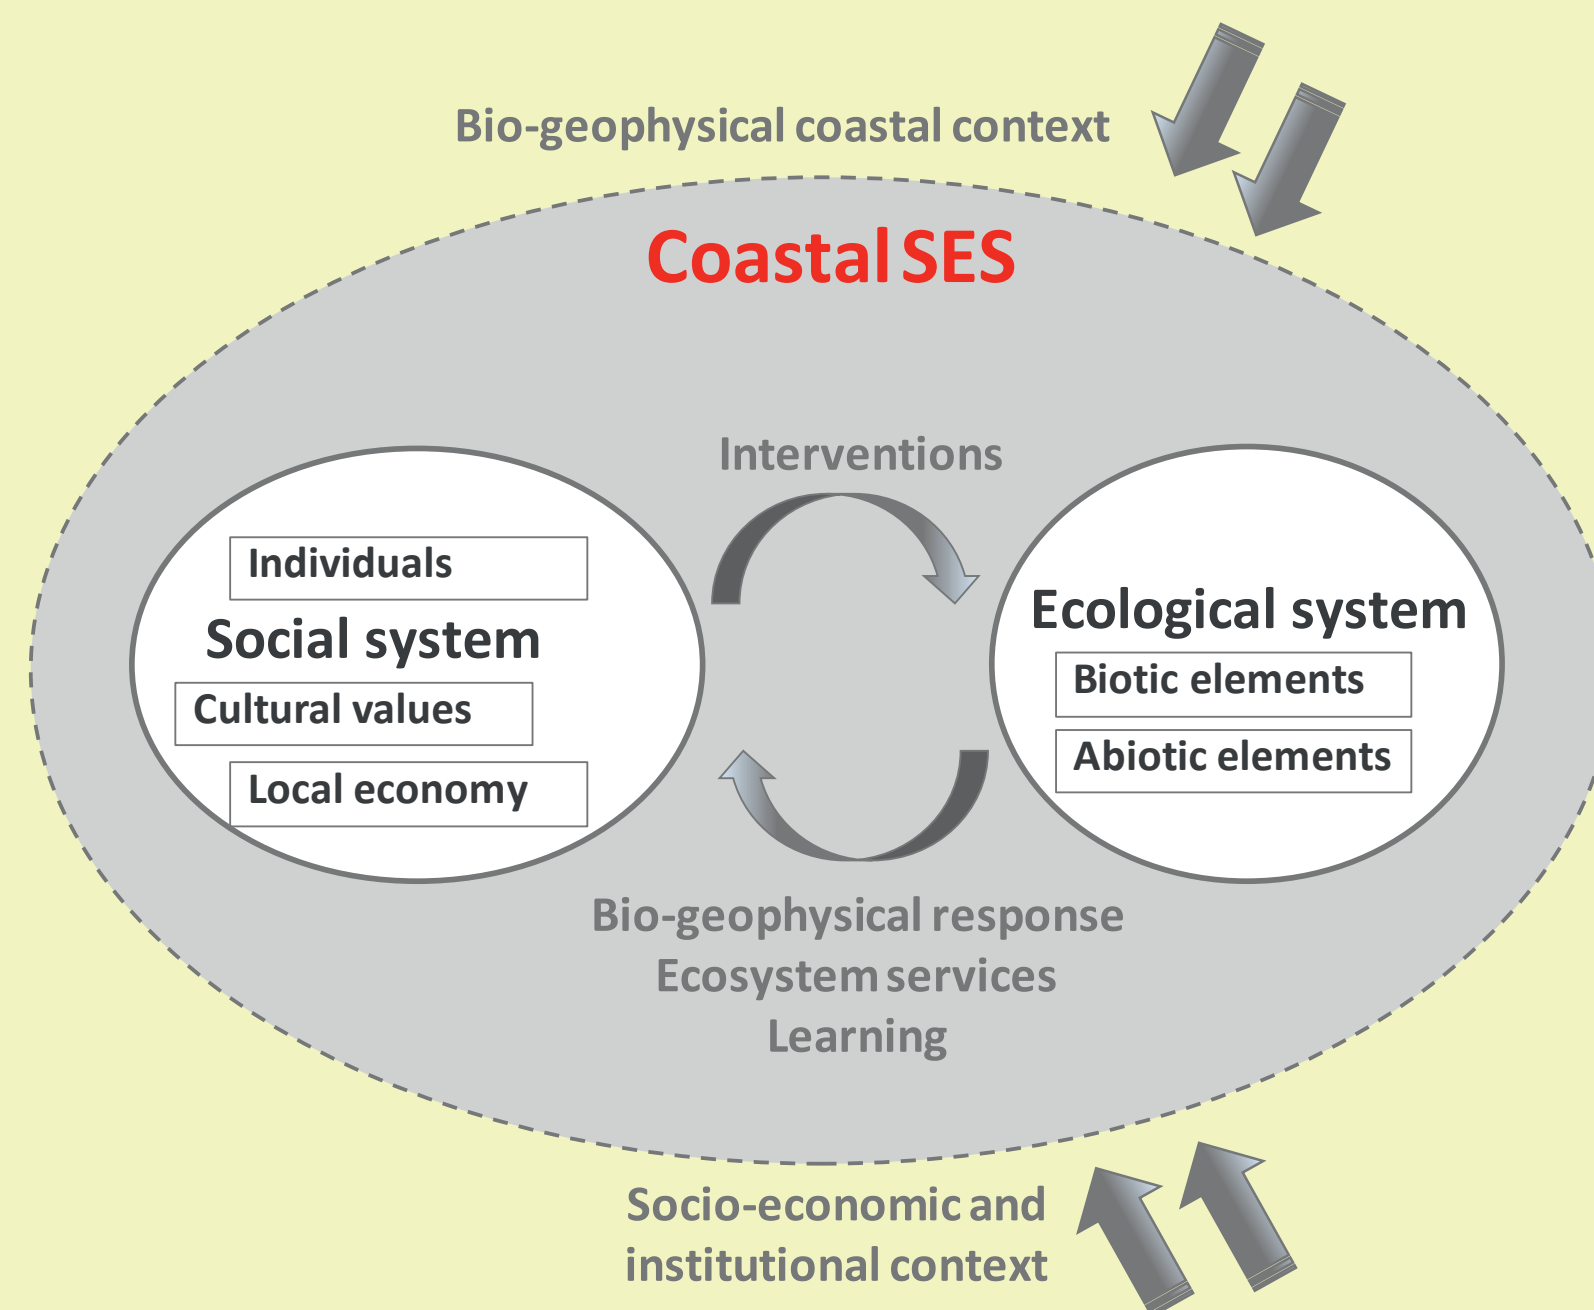 Bio-geophysical coastal context
Coastal SES
Interventions
Individuals
Social system
Cultural values
Local economy
Ecological system
Biotic elements
Abiotic elements
Bio-geophysical response
Ecosystem services
Learning
Socio-economic and
institutional context